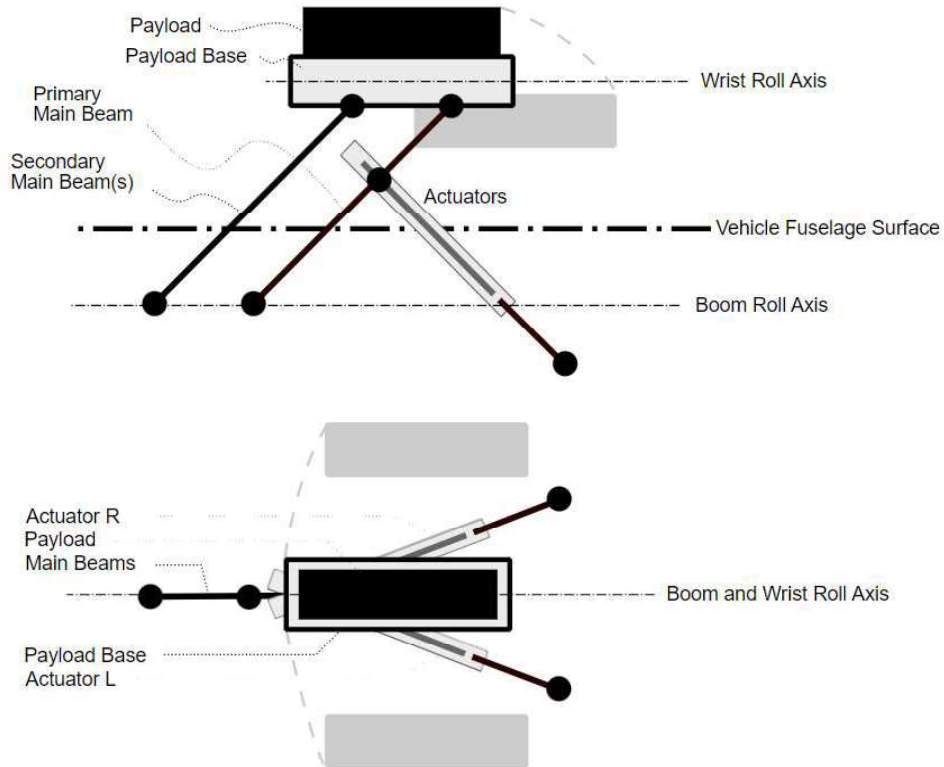 Payload
Payload Base
Wrist Roll Axis
Primary
Main Beam
Secondary
Main Beam(s)
Actuators
Vehicle Fuselage Surface
Boom Roll Axis
Actuator R
Payload
Main Beams
Boom and Wrist Roll Axis
Payload Base
Actuator L